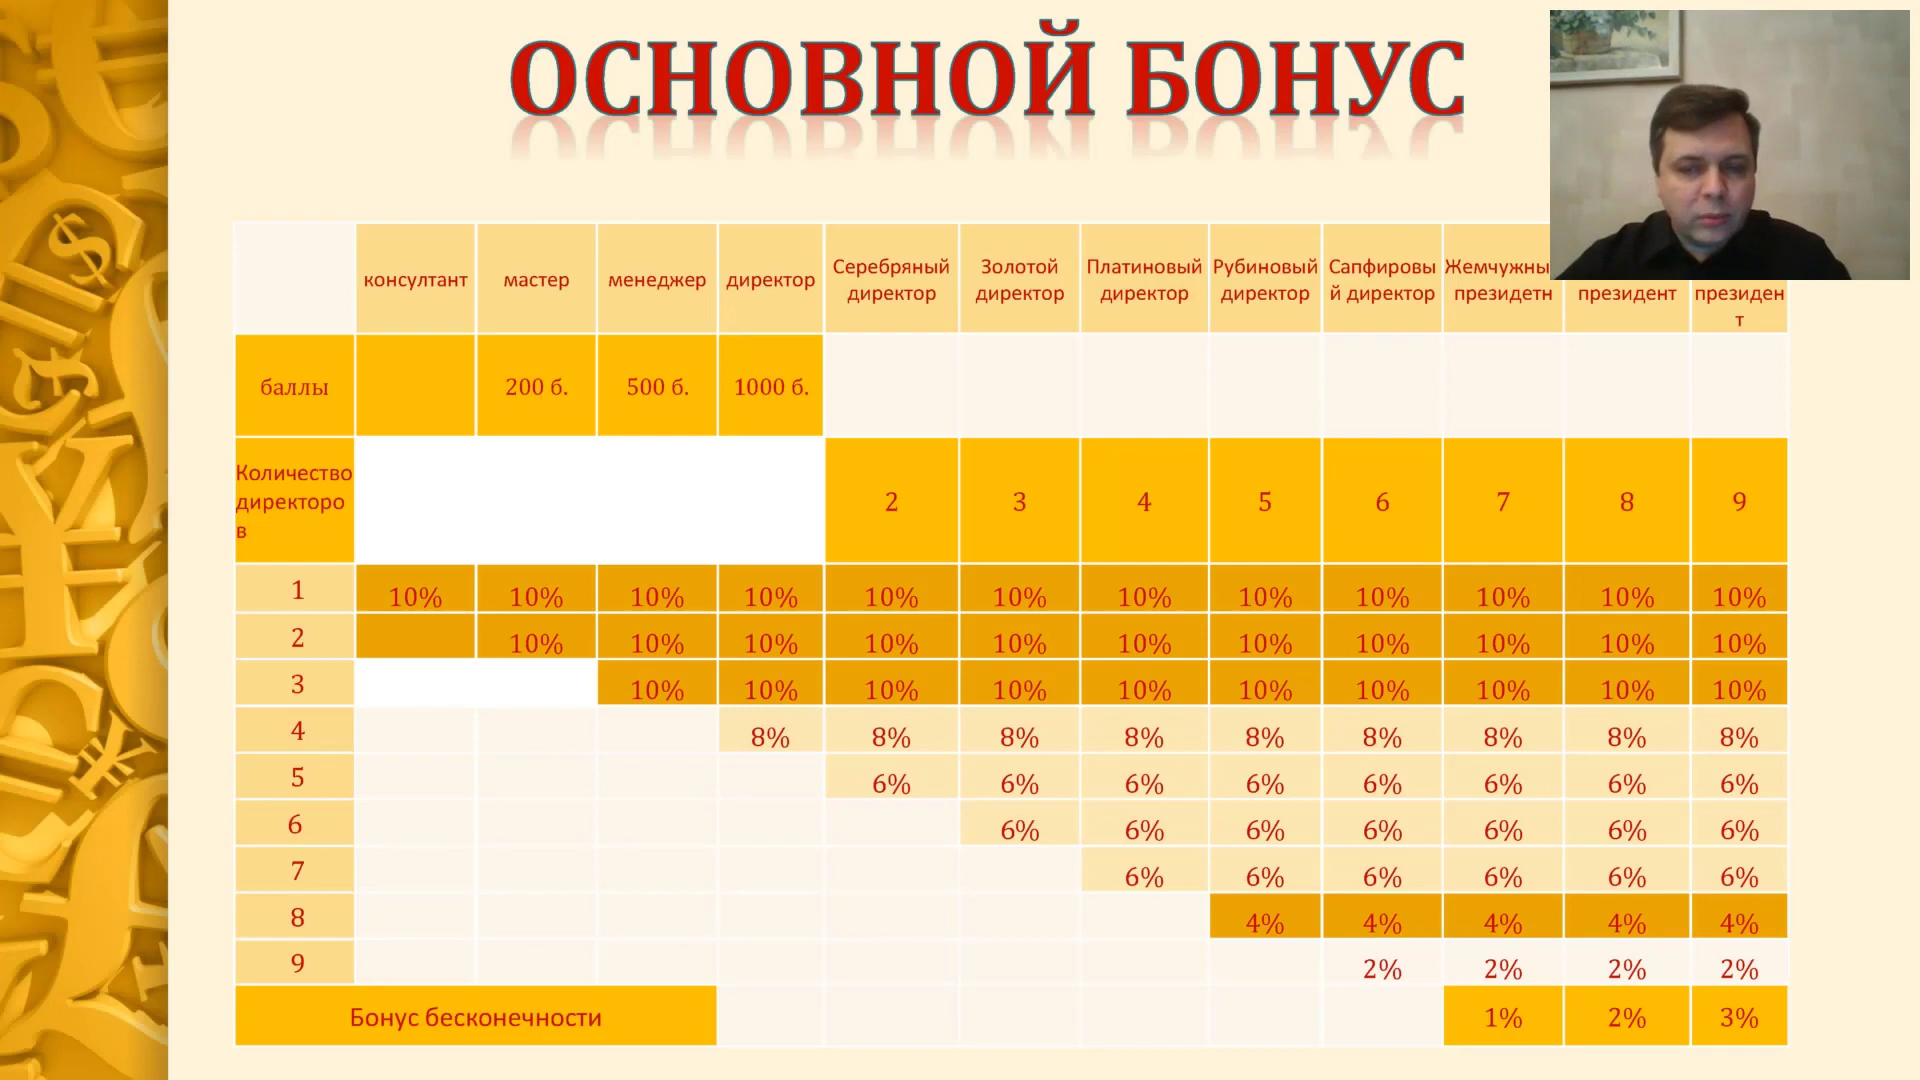 ОСНОВНОЙ БОНУС
консултант мастер менеджер директор Серебряный директор Золотой директор Платиновый директор Рубиновый директор Сапфировы й директор президетн президент президен т
баллы 200 б. 500 б. 1000 б.
Количество директоро в 2 3 4 5 6 7 8 9
1 10% 10% 10% 10% 10% 10% 10% 10% 10% 10% 10% 10%
2 10% 10% 10% 10% 10% 10% 10% 10% 10% 10% 10%
3 10% 10% 10% 10% 10% 10% 10% 10% 10% 10%
4 8% 8% 8% 8% 8% 8% 8% 8% 8%
5 6% 6% 6% 6% 6% 6% 6% 6%
6 6% 6% 6% 6% 6% 6% 6%
7 6% 6% 6% 6% 6% 6%
8 4% 4% 4% 4% 4%
9 2% 2% 2% 2%
Бонус бесконечности 1% 2% 3%